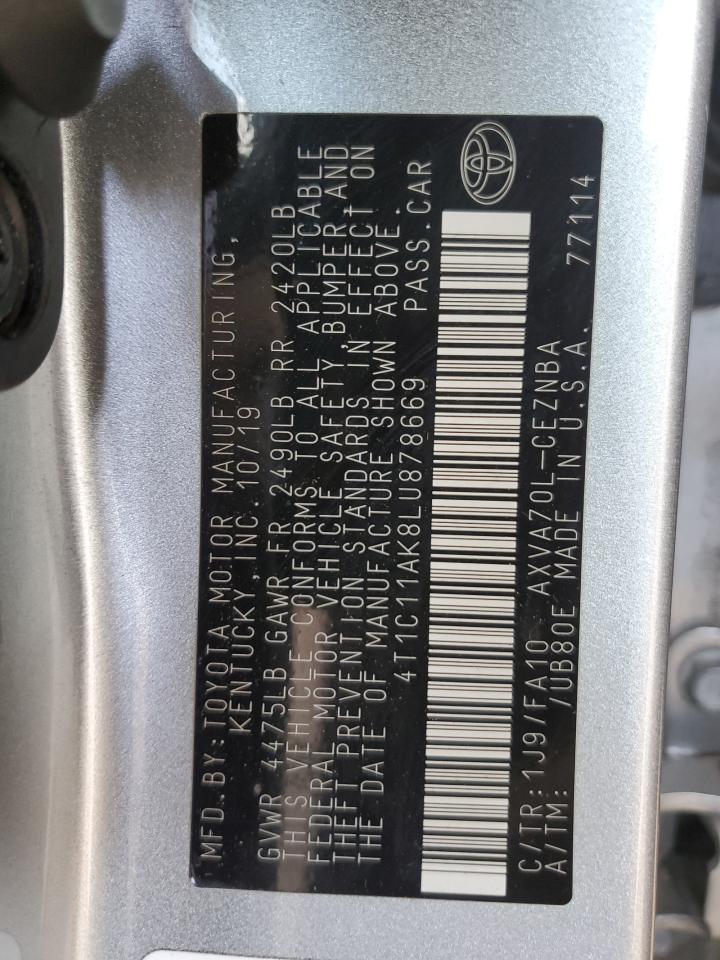 MFD. BY: TOYOTA MOTOR MANUFACTURING,
KENTUCKY, INC. 10/19
GVWR 4475LB GAWR FR 2490LB RR 2420LB
THIS VEHICLE CONFORMS TO ALL APPLICABLE
FEDERAL MOTOR VEHICLE SAFETY, BUMPER, AND
THEFT PREVENTION STANDARDS IN EFFECT ON
THE DATE OF MANUFACTURE SHOWN ABOVE.
4T1C11AK8LU878669 PASS.CAR
C/TR: 1J9/FA10 AXVA70L-CEZNBA 77114
A/TM: /UB80E MADE IN U.S.A.